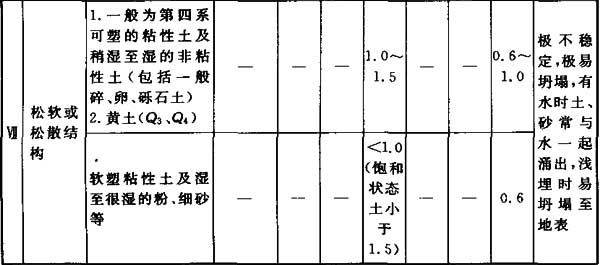 Ⅶ
松软或
松散结
构
1. 一般为第四系
可塑的粘性土及
稍湿至湿的非粘
性土(包括一般
碎、卵、砾石土)
2. 黄土(Q₃、Q₄)
—
—
—
1.0～
1.5
—
—
0.6～
1.0
软塑粘性土及湿
至很湿的粉、细砂
等
—
—
—
<1.0
(饱和
状态
土小
于
1.5)
—
—
0.6
极不稳
定,极易
坍塌,有
水时土、
砂常与
水一起
涌出,浅
埋时易
坍塌至
地表